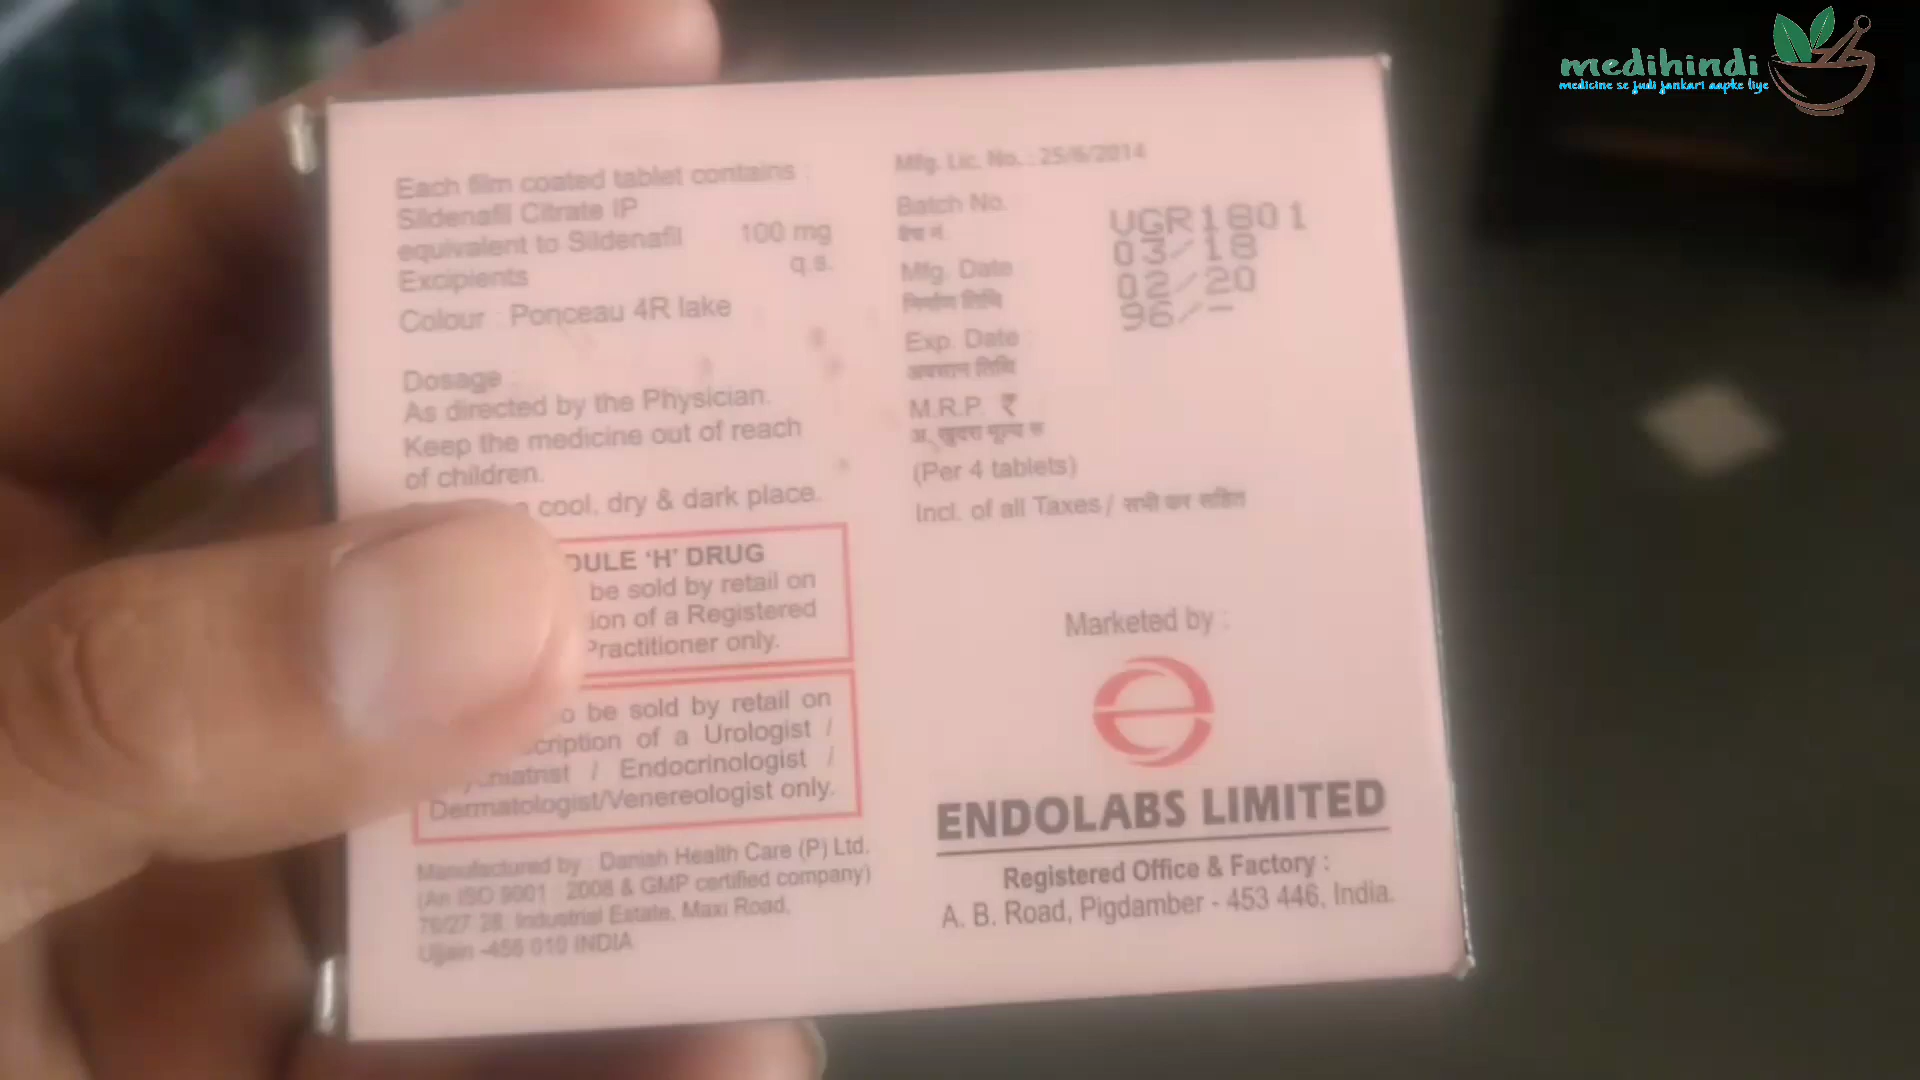 medihindi
medicine se judi jankari aapke liye
Each film coated tablet contains :
Sildenafil Citrate IP
equivalent to Sildenafil 100 mg
Excipients q.s.
Colour : Ponceau 4R lake
Dosage :
As directed by the Physician.
Keep the medicine out of reach
of children.
cool, dry & dark place.
DULE 'H' DRUG
be sold by retail on
ion of a Registered
Practitioner only.
o be sold by retail on
cription of a Urologist /
chiatrist / Endocrinologist /
Dermatologist/Venereologist only.
Manufactured by : Danish Health Care (P) Ltd.
(An ISO 9001 : 2008 & GMP certified company)
76/27 28, Industrial Estate, Maxi Road,
Ujjain -456 010 INDIA
Mfg. Lic. No. : 25/6/2014
Batch No.
बैच नं.
Mfg. Date
निर्माण तिथि
Exp. Date :
अवसान तिथि
M.R.P. ₹
अ. खुदरा मूल्य रु
(Per 4 tablets)
Incl. of all Taxes / सभी कर सहित
VGR1801
03/18
02/20
96/-
Marketed by :
ENDOLABS LIMITED
Registered Office & Factory :
A. B. Road, Pigdamber - 453 446, India.